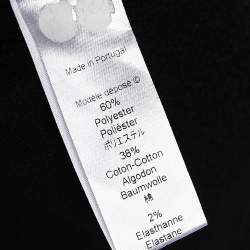 Made in Portugal
Modèle déposé ©
60%
Polyester
Poliéster
ポリエステル
38%
Coton-Cotton
Algodon
Baumwolle
綿
2%
Elasthanne
Elastane